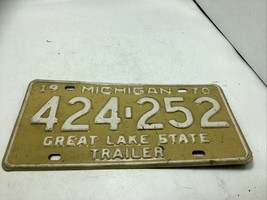 19 MICHIGAN 70
424-252
GREAT LAKE STATE
TRAILER